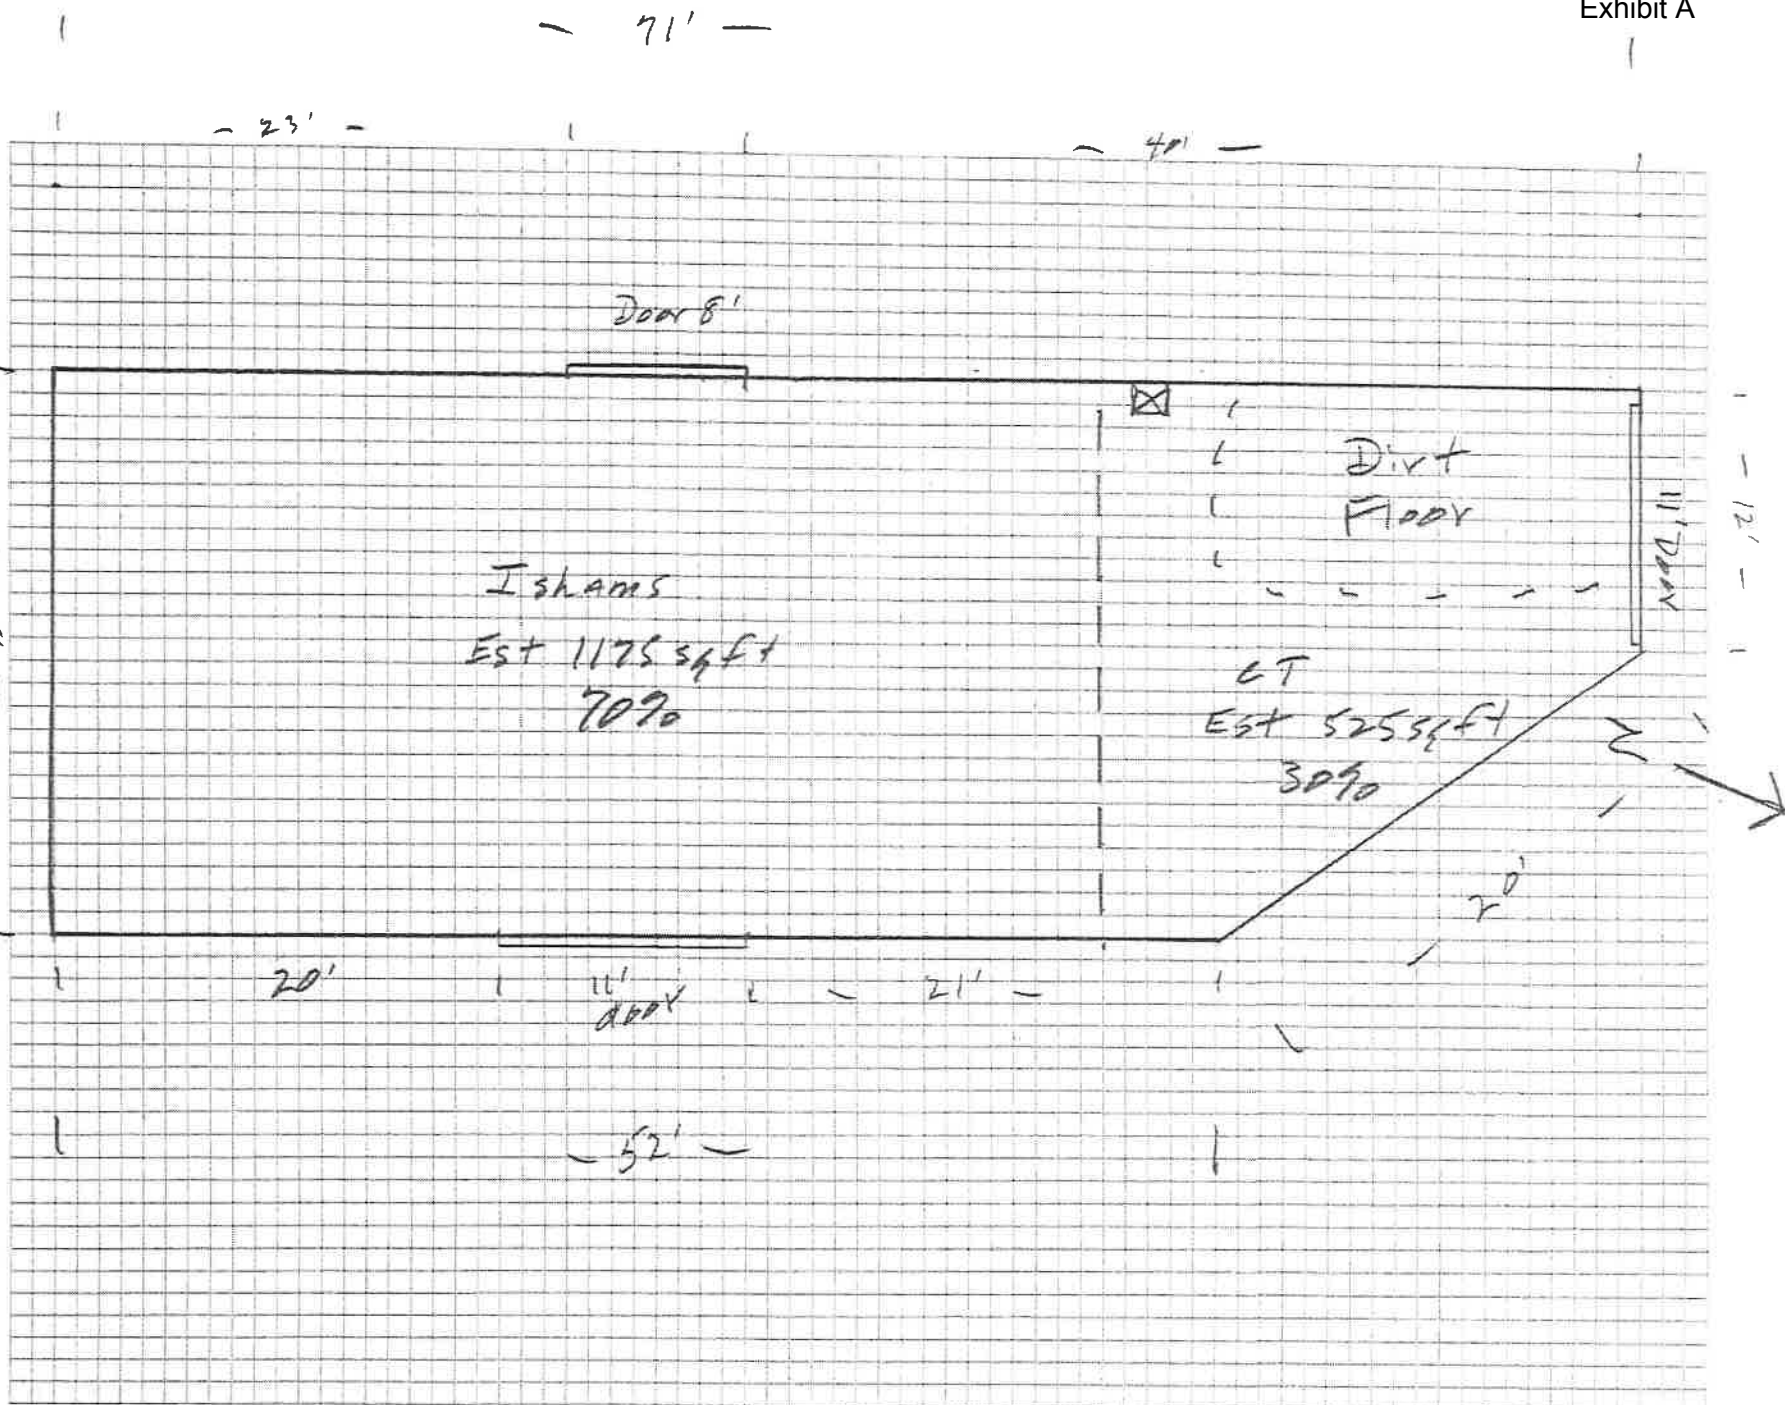 Exhibit A
- 71' -
- 23' -
- 40' -
Door 8'
Dirt
Floor
11' Door
- 12' -
Ishams
Est 1175 sqft
70%
CT
Est 525 sqft
30%
20'
20'
11'
door
- 21' -
- 52' -